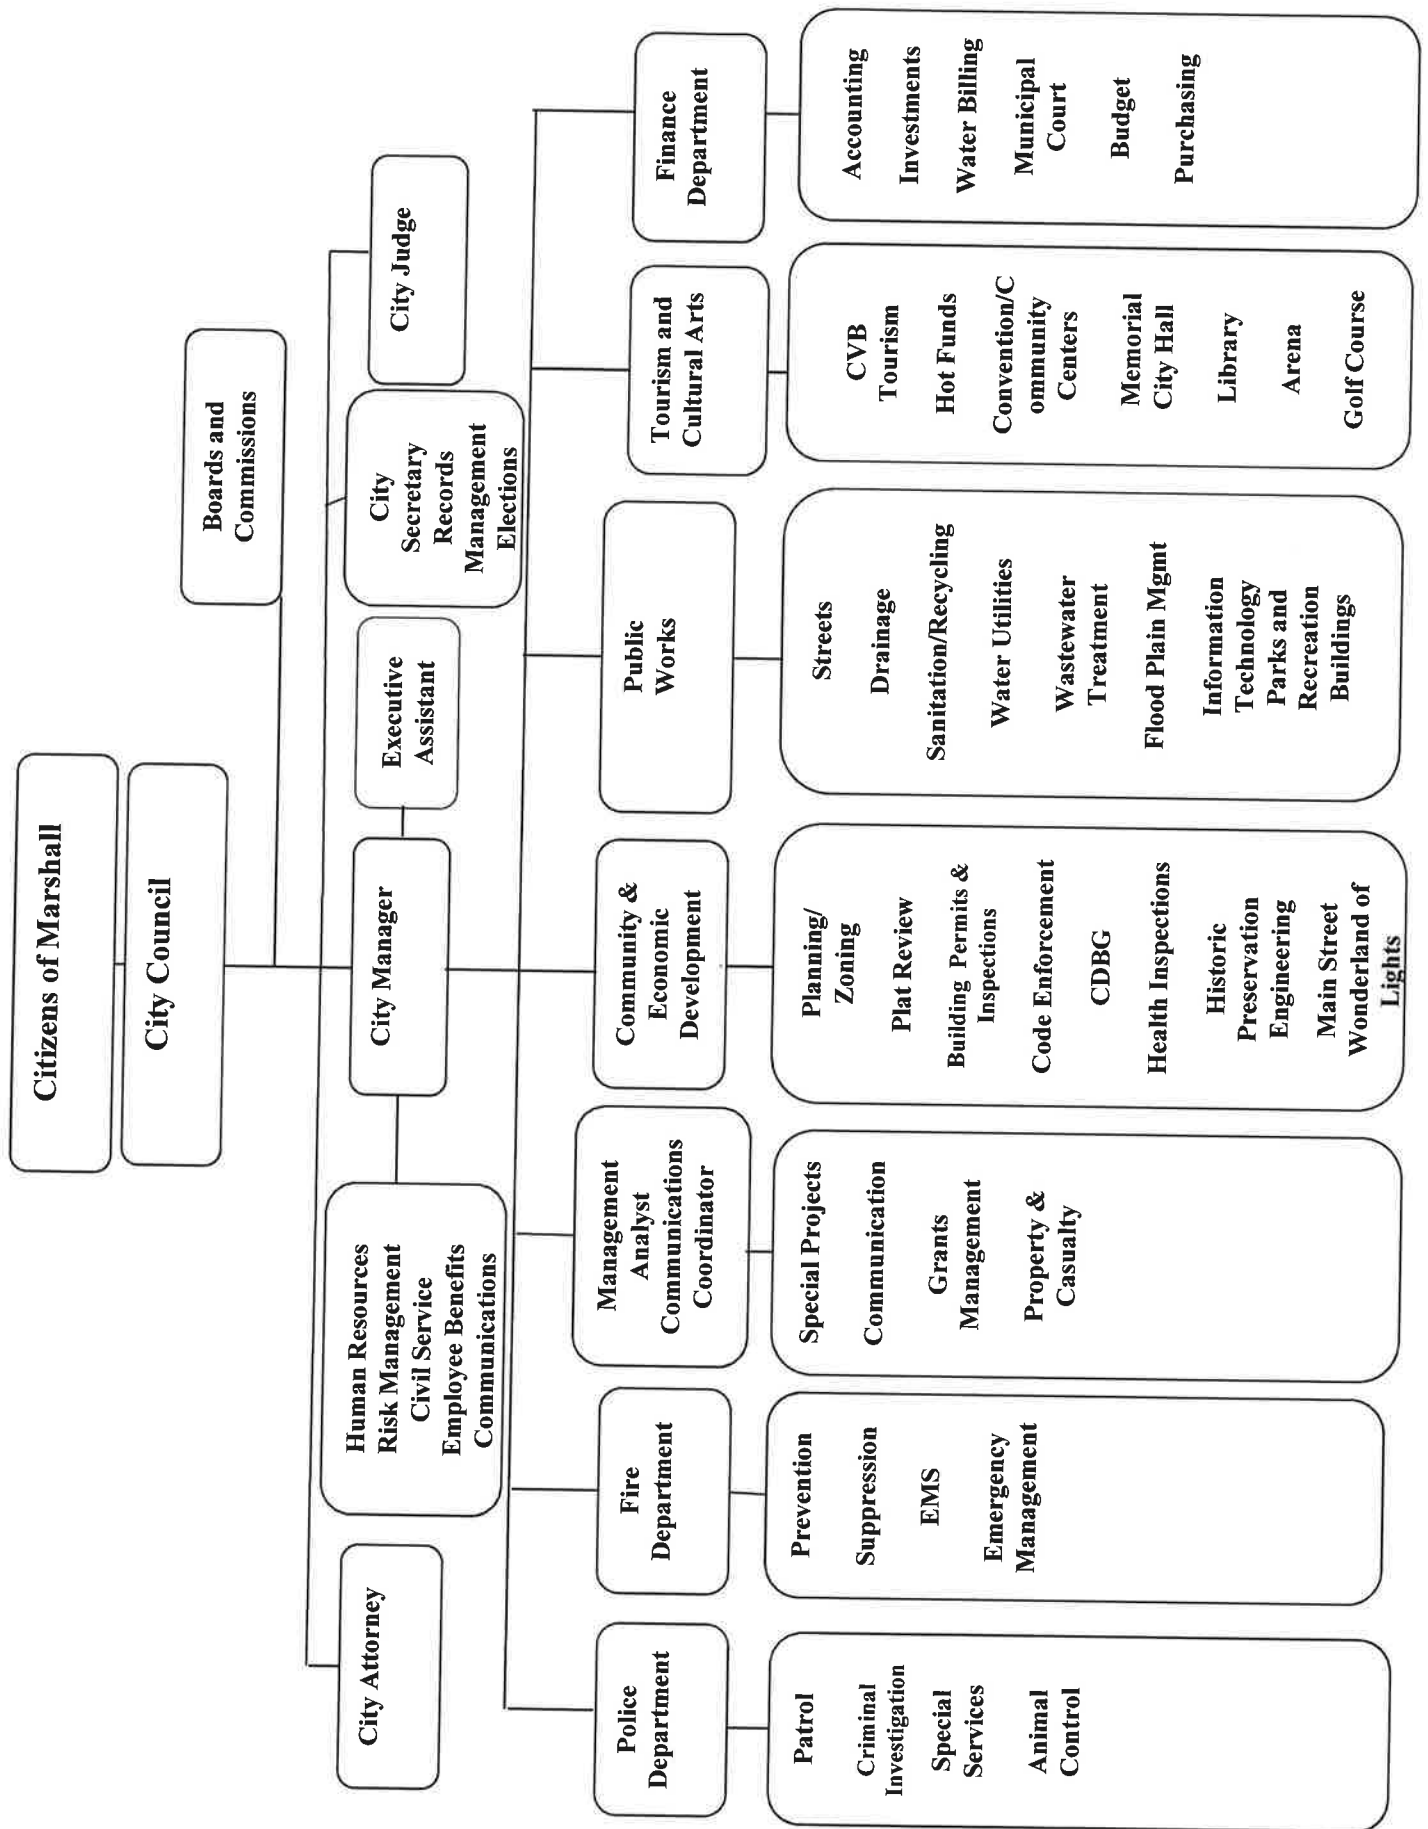 Citizens of Marshall
City Council
Boards and
Commissions
City Attorney
Human Resources
Risk Management
Civil Service
Employee Benefits
Communications
City Manager
Executive
Assistant
City
Secretary
Records
Management
Elections
City Judge
Police
Department
Fire
Department
Management
Analyst
Communications
Coordinator
Community &
Economic
Development
Public
Works
Tourism and
Cultural Arts
Finance
Department
Patrol
Criminal
Investigation
Special
Services
Animal
Control
Prevention
Suppression
EMS
Emergency
Management
Special Projects
Communication
Grants
Management
Property &
Casualty
Planning/
Zoning
Plat Review
Building Permits &
Inspections
Code Enforcement
CDBG
Health Inspections
Historic
Preservation
Engineering
Main Street
Wonderland of
Lights
Streets
Drainage
Sanitation/Recycling
Water Utilities
Wastewater
Treatment
Flood Plain Mgmt
Information
Technology
Parks and
Recreation
Buildings
CVB
Tourism
Hot Funds
Convention/C
ommunity
Centers
Memorial
City Hall
Library
Arena
Golf Course
Accounting
Investments
Water Billing
Municipal
Court
Budget
Purchasing